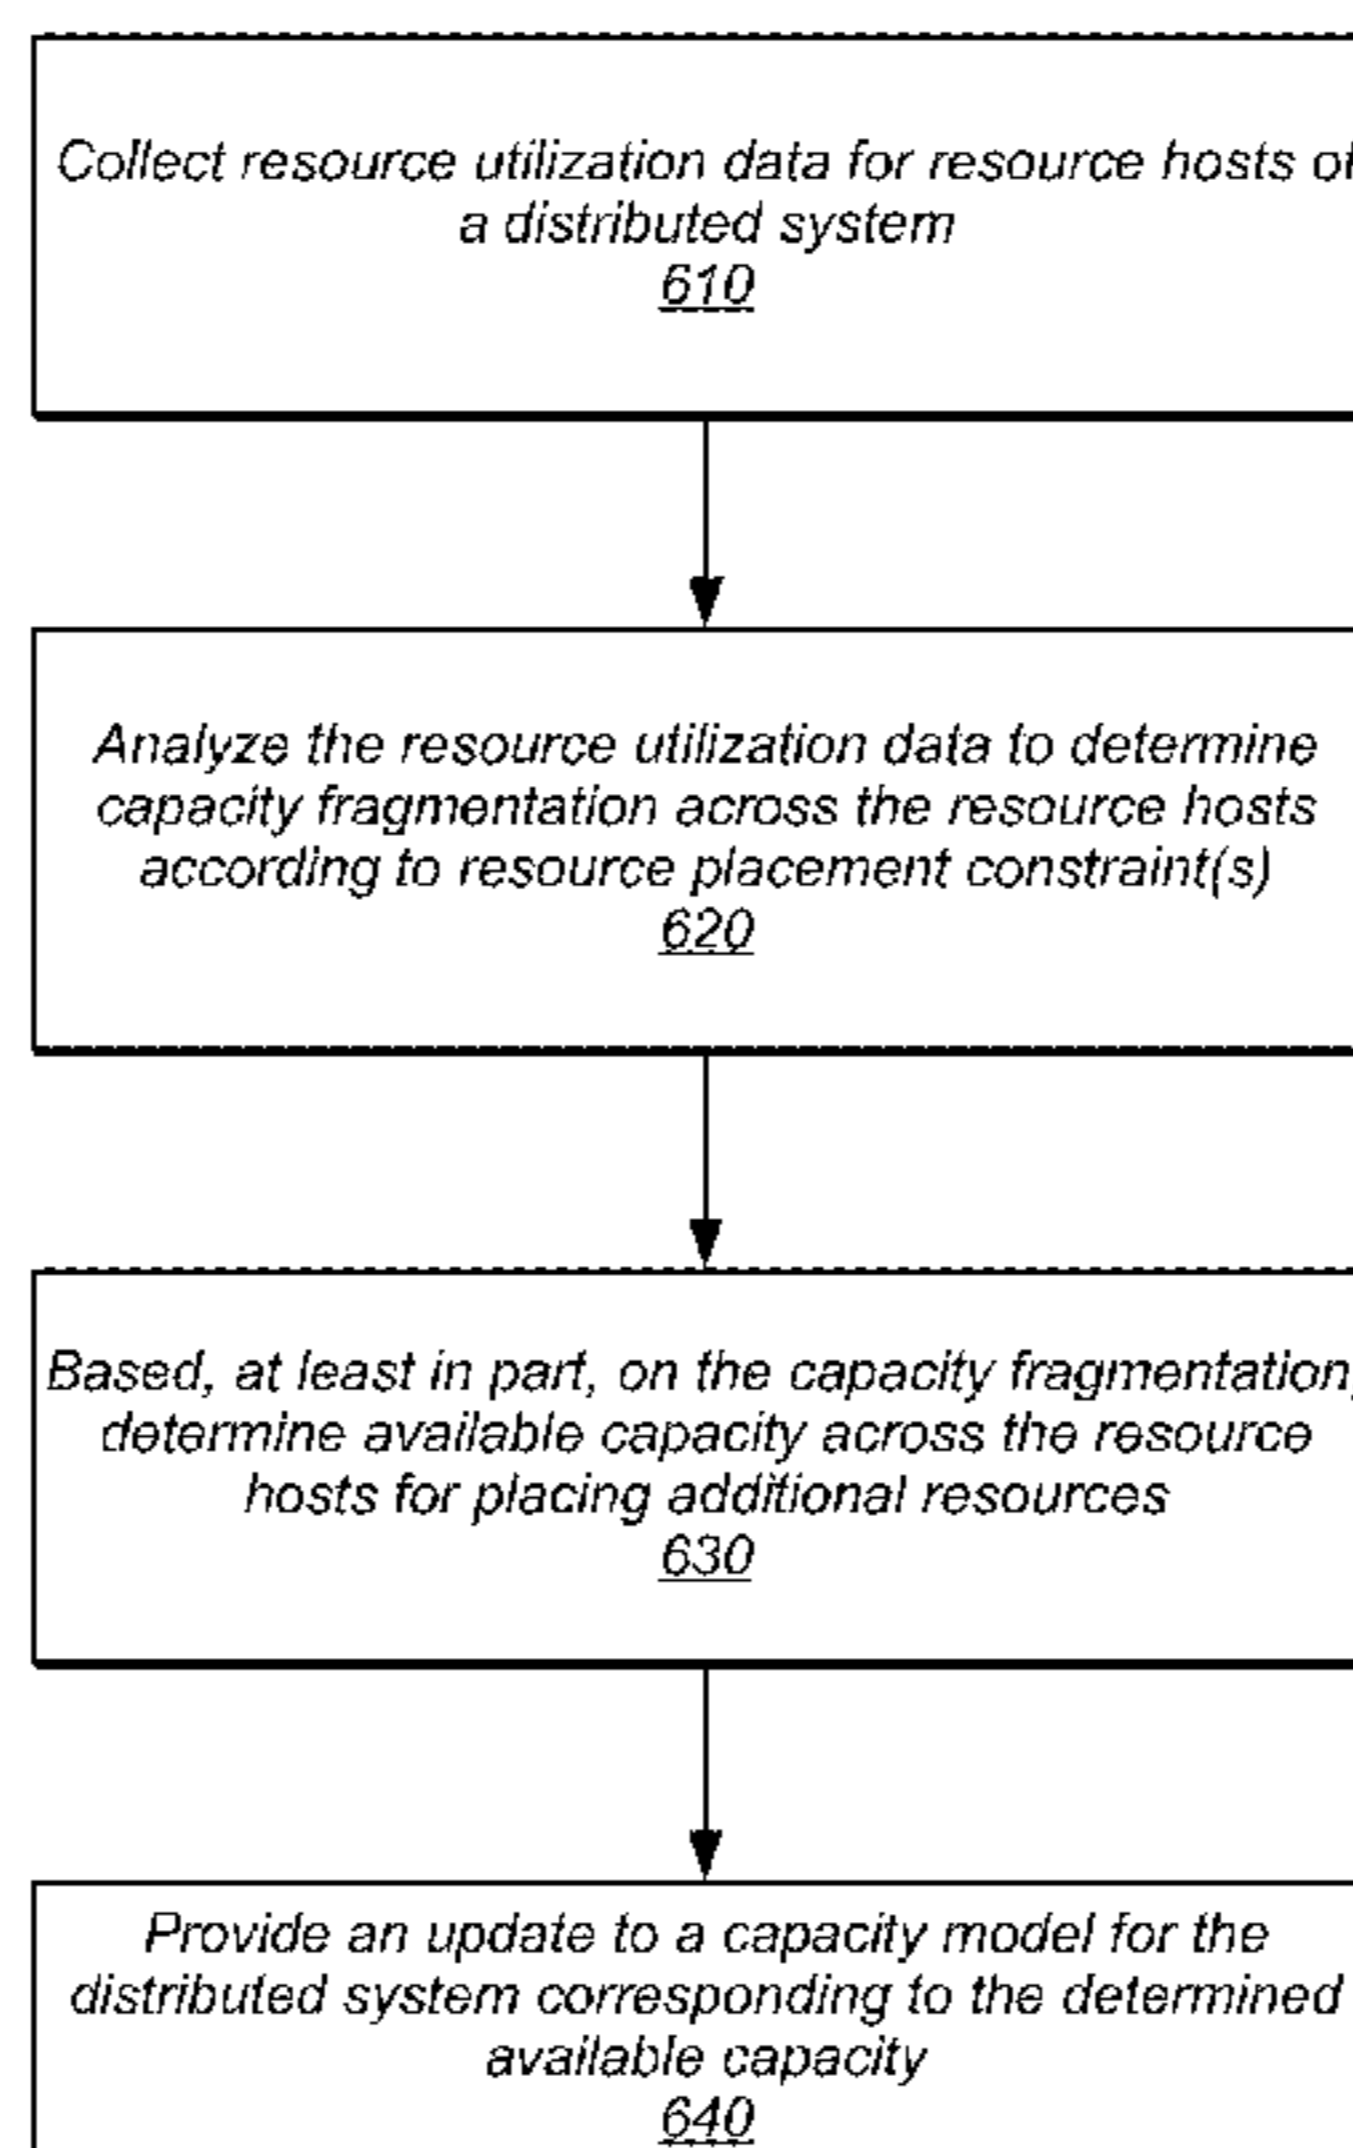 Collect resource utilization data for resource hosts of
a distributed system
610
Analyze the resource utilization data to determine
capacity fragmentation across the resource hosts
according to resource placement constraint(s)
620
Based, at least in part, on the capacity fragmentation,
determine available capacity across the resource
hosts for placing additional resources
630
Provide an update to a capacity model for the
distributed system corresponding to the determined
available capacity
640